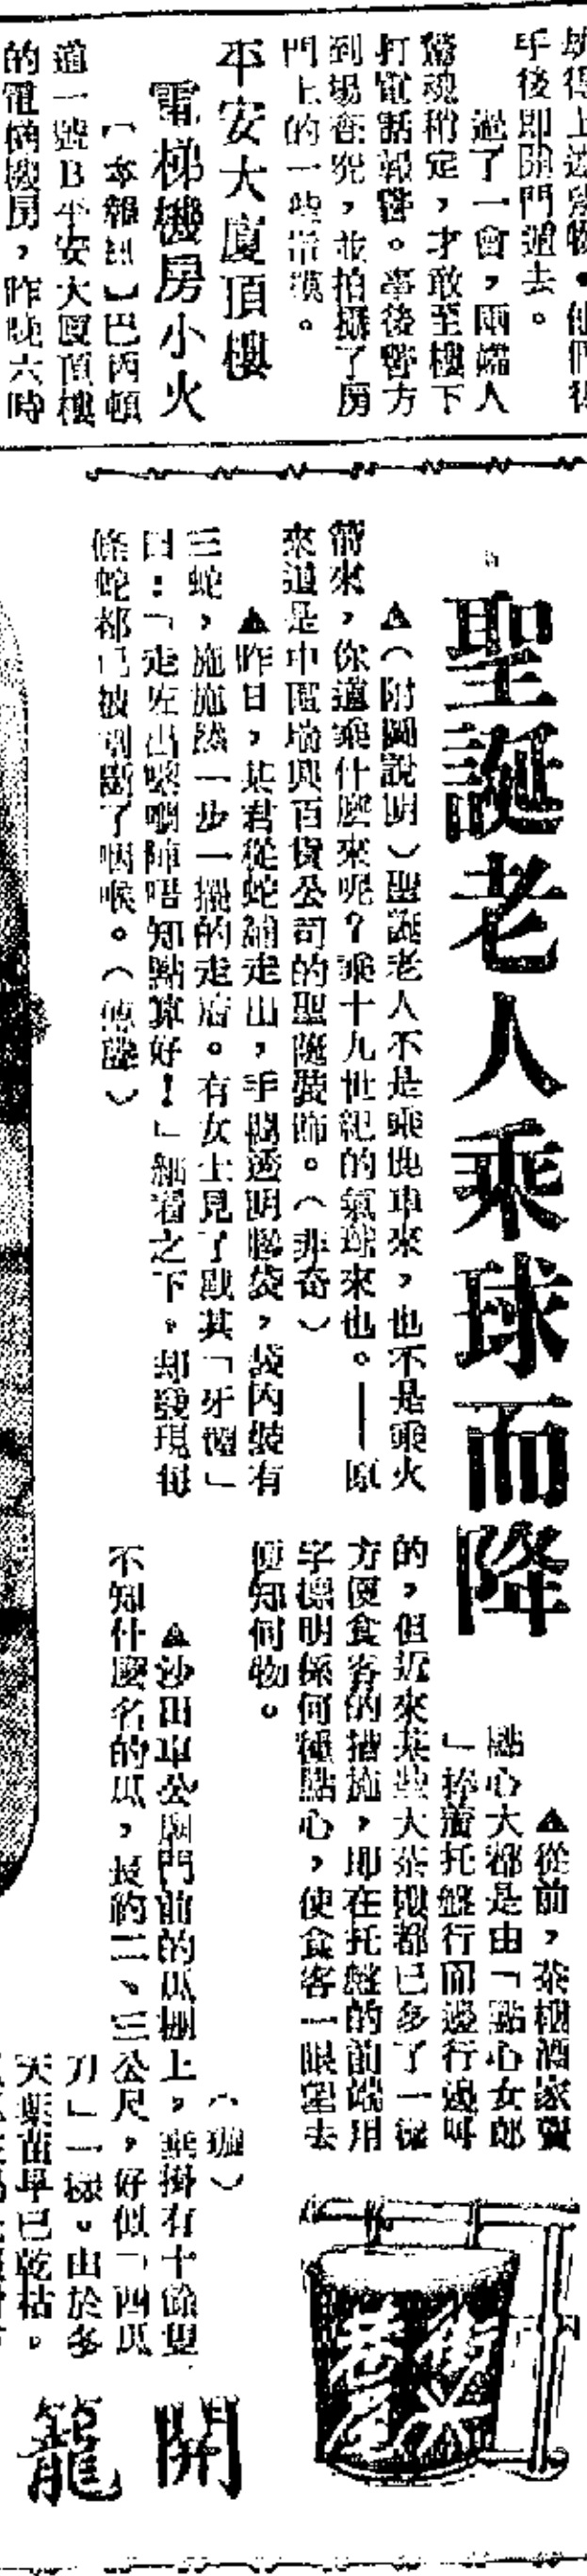 手後即開門逃去。
過了一會,兩婦人
驚魂稍定,才敢至樓下
打電話報警。事後警方
到場查究,並拍攝了房
門上的一些指模。
平安大廈頂樓
電梯機房小火
〔本報訊〕巴丙頓
道一號B平安大廈頂樓
的電梯機房,昨晚六時
聖誕老人乘球而降
▲(附圖說明)聖誕老人不是乘拖車來,也不是乘火
箭來,你道乘什麼來呢?乘十九世紀的氣球來也。——原
來這是中區瑞興百貨公司的聖誕裝飾。(非奇)
▲昨日,某君從蛇舖走出,手攜透明膠袋,袋內裝有
三蛇,施施然一步一擺的走着。有女士見了戥其「牙煙」
曰:「走左出嚟嗰陣唔知點算好!」細看之下,却發現每
條蛇都已被割斷了咽喉。
▲從前,茶樓酒家賣
點心大都是由「點心女郎
」捧着托盤行而邊行邊叫
的,但近來某些大茶樓都已多了一種
方便食客的措施,即在托盤的前端用
字標明係何種點心,使食客一眼望去
便知何物。
(珈)
▲沙田車公廟門前的瓜棚上,垂掛有十餘隻
不知什麼名的瓜,長約二、三公尺,好似「西瓜
刀」一樣。由於冬
天葉苗早已乾枯,
開籠